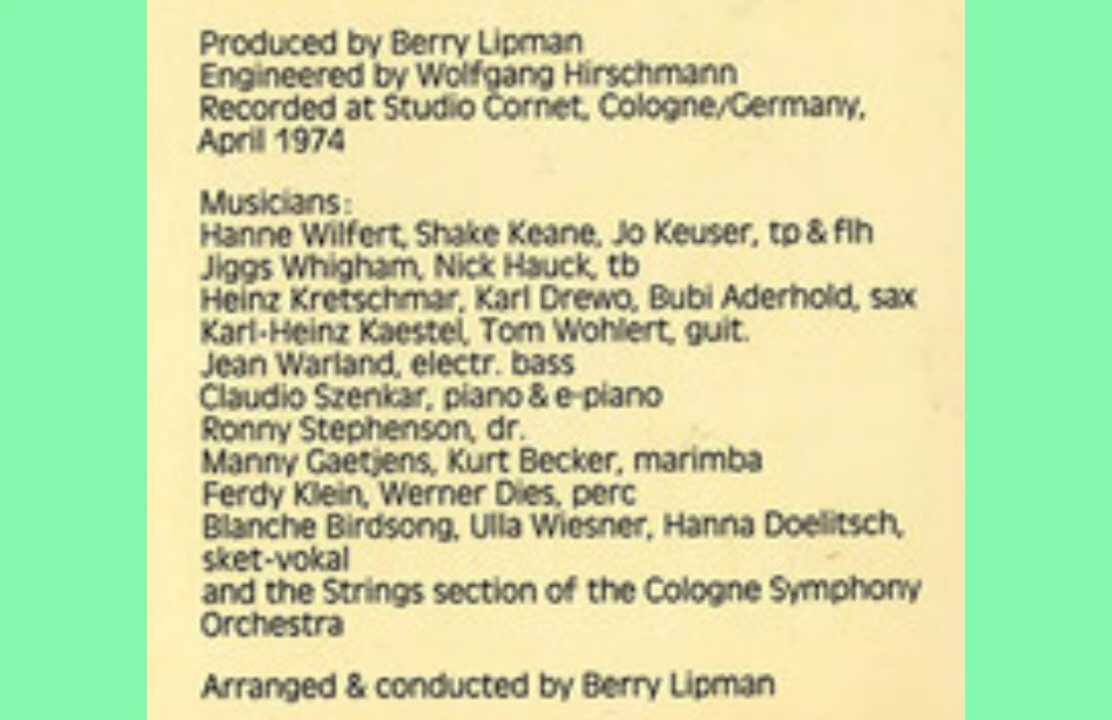 Produced by Berry Lipman
Engineered by Wolfgang Hirschmann
Recorded at Studio Cornet, Cologne/Germany,
April 1974
Musicians:
Hanne Wilfert, Shake Keane, Jo Keuser, tp & flh
Jiggs Whigham, Nick Hauck, tb
Heinz Kretschmar, Karl Drewo, Bubi Aderhold, sax
Karl-Heinz Kaestel, Tom Wohlert, guit.
Jean Warland, electr. bass
Claudio Szenkar, piano & e-piano
Ronny Stephenson, dr.
Manny Gaetjens, Kurt Becker, marimba
Ferdy Klein, Werner Dies, perc
Blanche Birdsong, Ulla Wiesner, Hanna Doelitsch,
sket-vokal
and the Strings section of the Cologne Symphony
Orchestra
Arranged & conducted by Berry Lipman